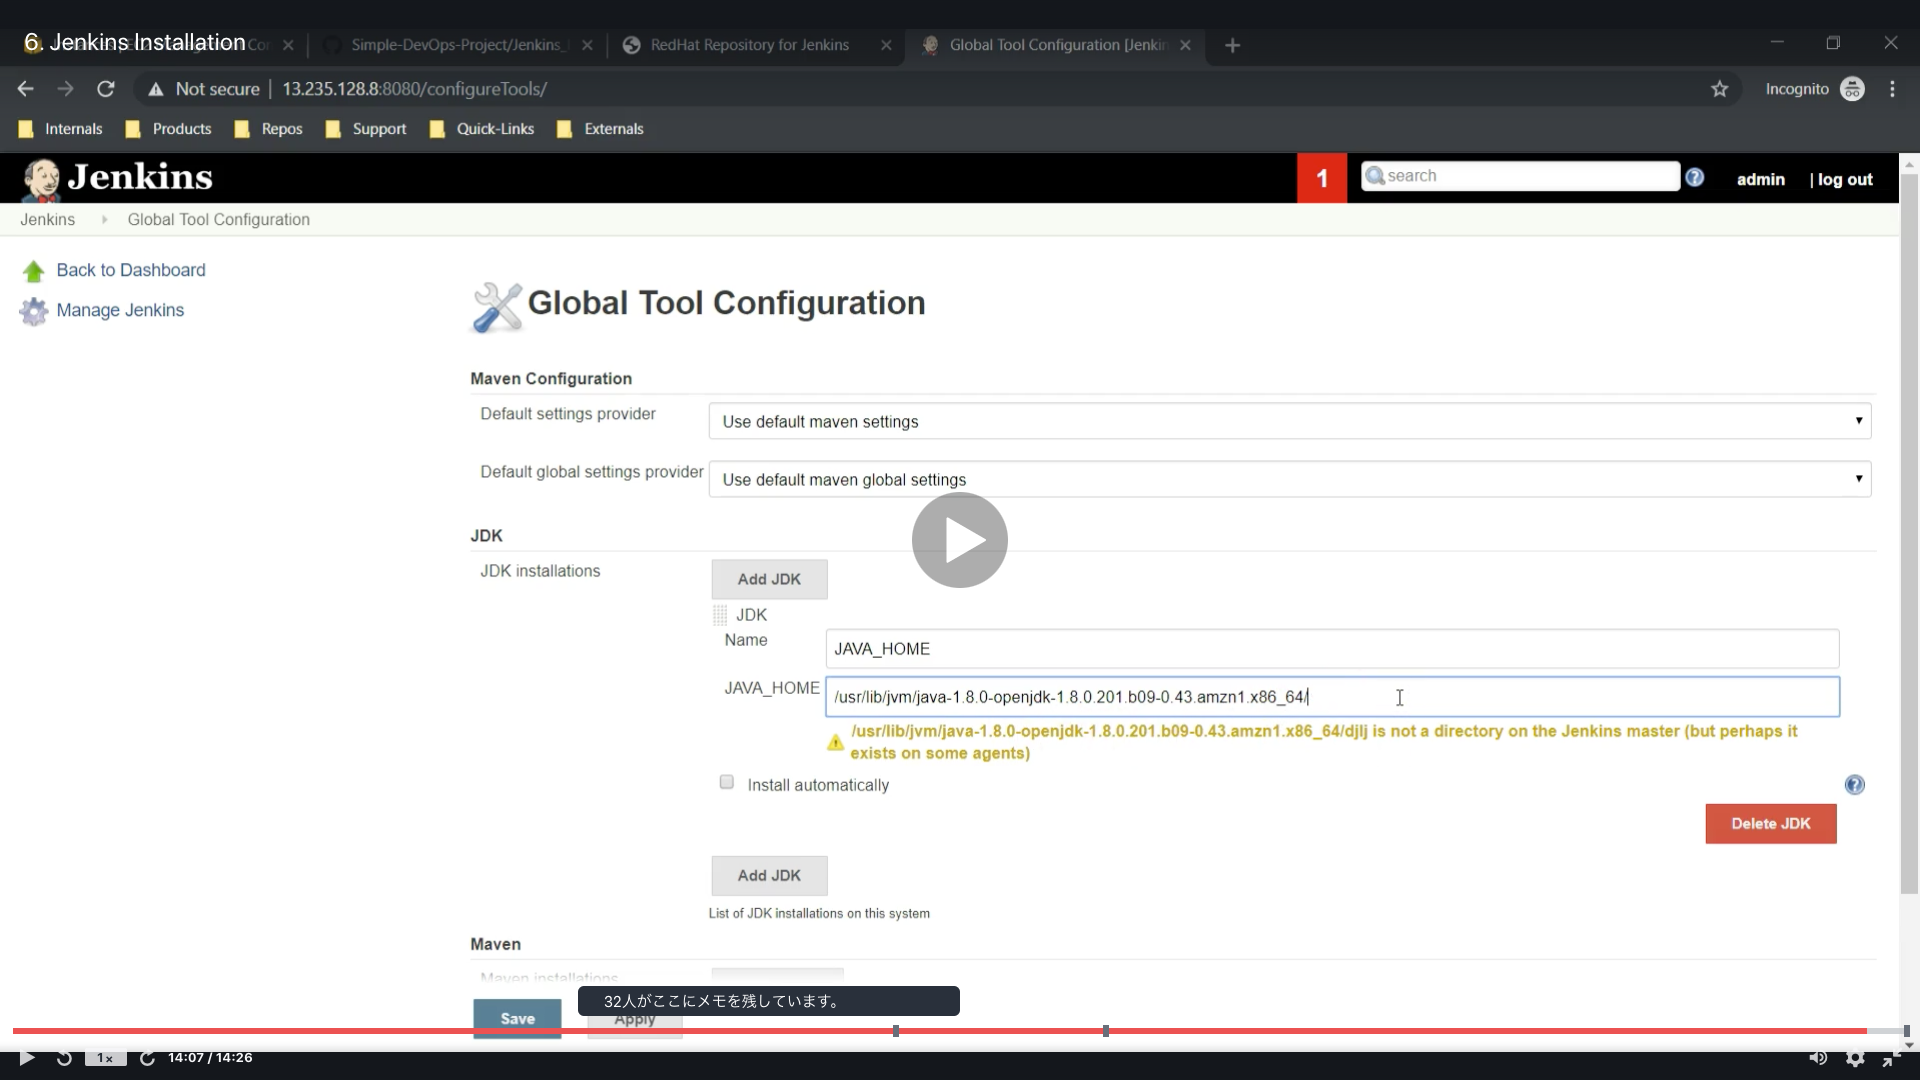 6. Jenkins Installation
Simple-DevOps-Project/Jenkins_
RedHat Repository for Jenkins
Global Tool Configuration [Jenkin
Not secure
13.235.128.8:8080/configureTools/
Incognito
Internals
Products
Repos
Support
Quick-Links
Externals
Jenkins
1
search
admin
| log out
Jenkins
Global Tool Configuration
Back to Dashboard
Manage Jenkins
Global Tool Configuration
Maven Configuration
Default settings provider
Use default maven settings
Default global settings provider
Use default maven global settings
JDK
JDK installations
Add JDK
JDK
Name
JAVA_HOME
JAVA_HOME
/usr/lib/jvm/java-1.8.0-openjdk-1.8.0.201.b09-0.43.amzn1.x86_64/
/usr/lib/jvm/java-1.8.0-openjdk-1.8.0.201.b09-0.43.amzn1.x86_64/djlj is not a directory on the Jenkins master (but perhaps it
exists on some agents)
Install automatically
Delete JDK
Add JDK
List of JDK installations on this system
Maven
Maven installations
32人がここにメモを残しています。
Save
Apply
1x
14:07 / 14:26